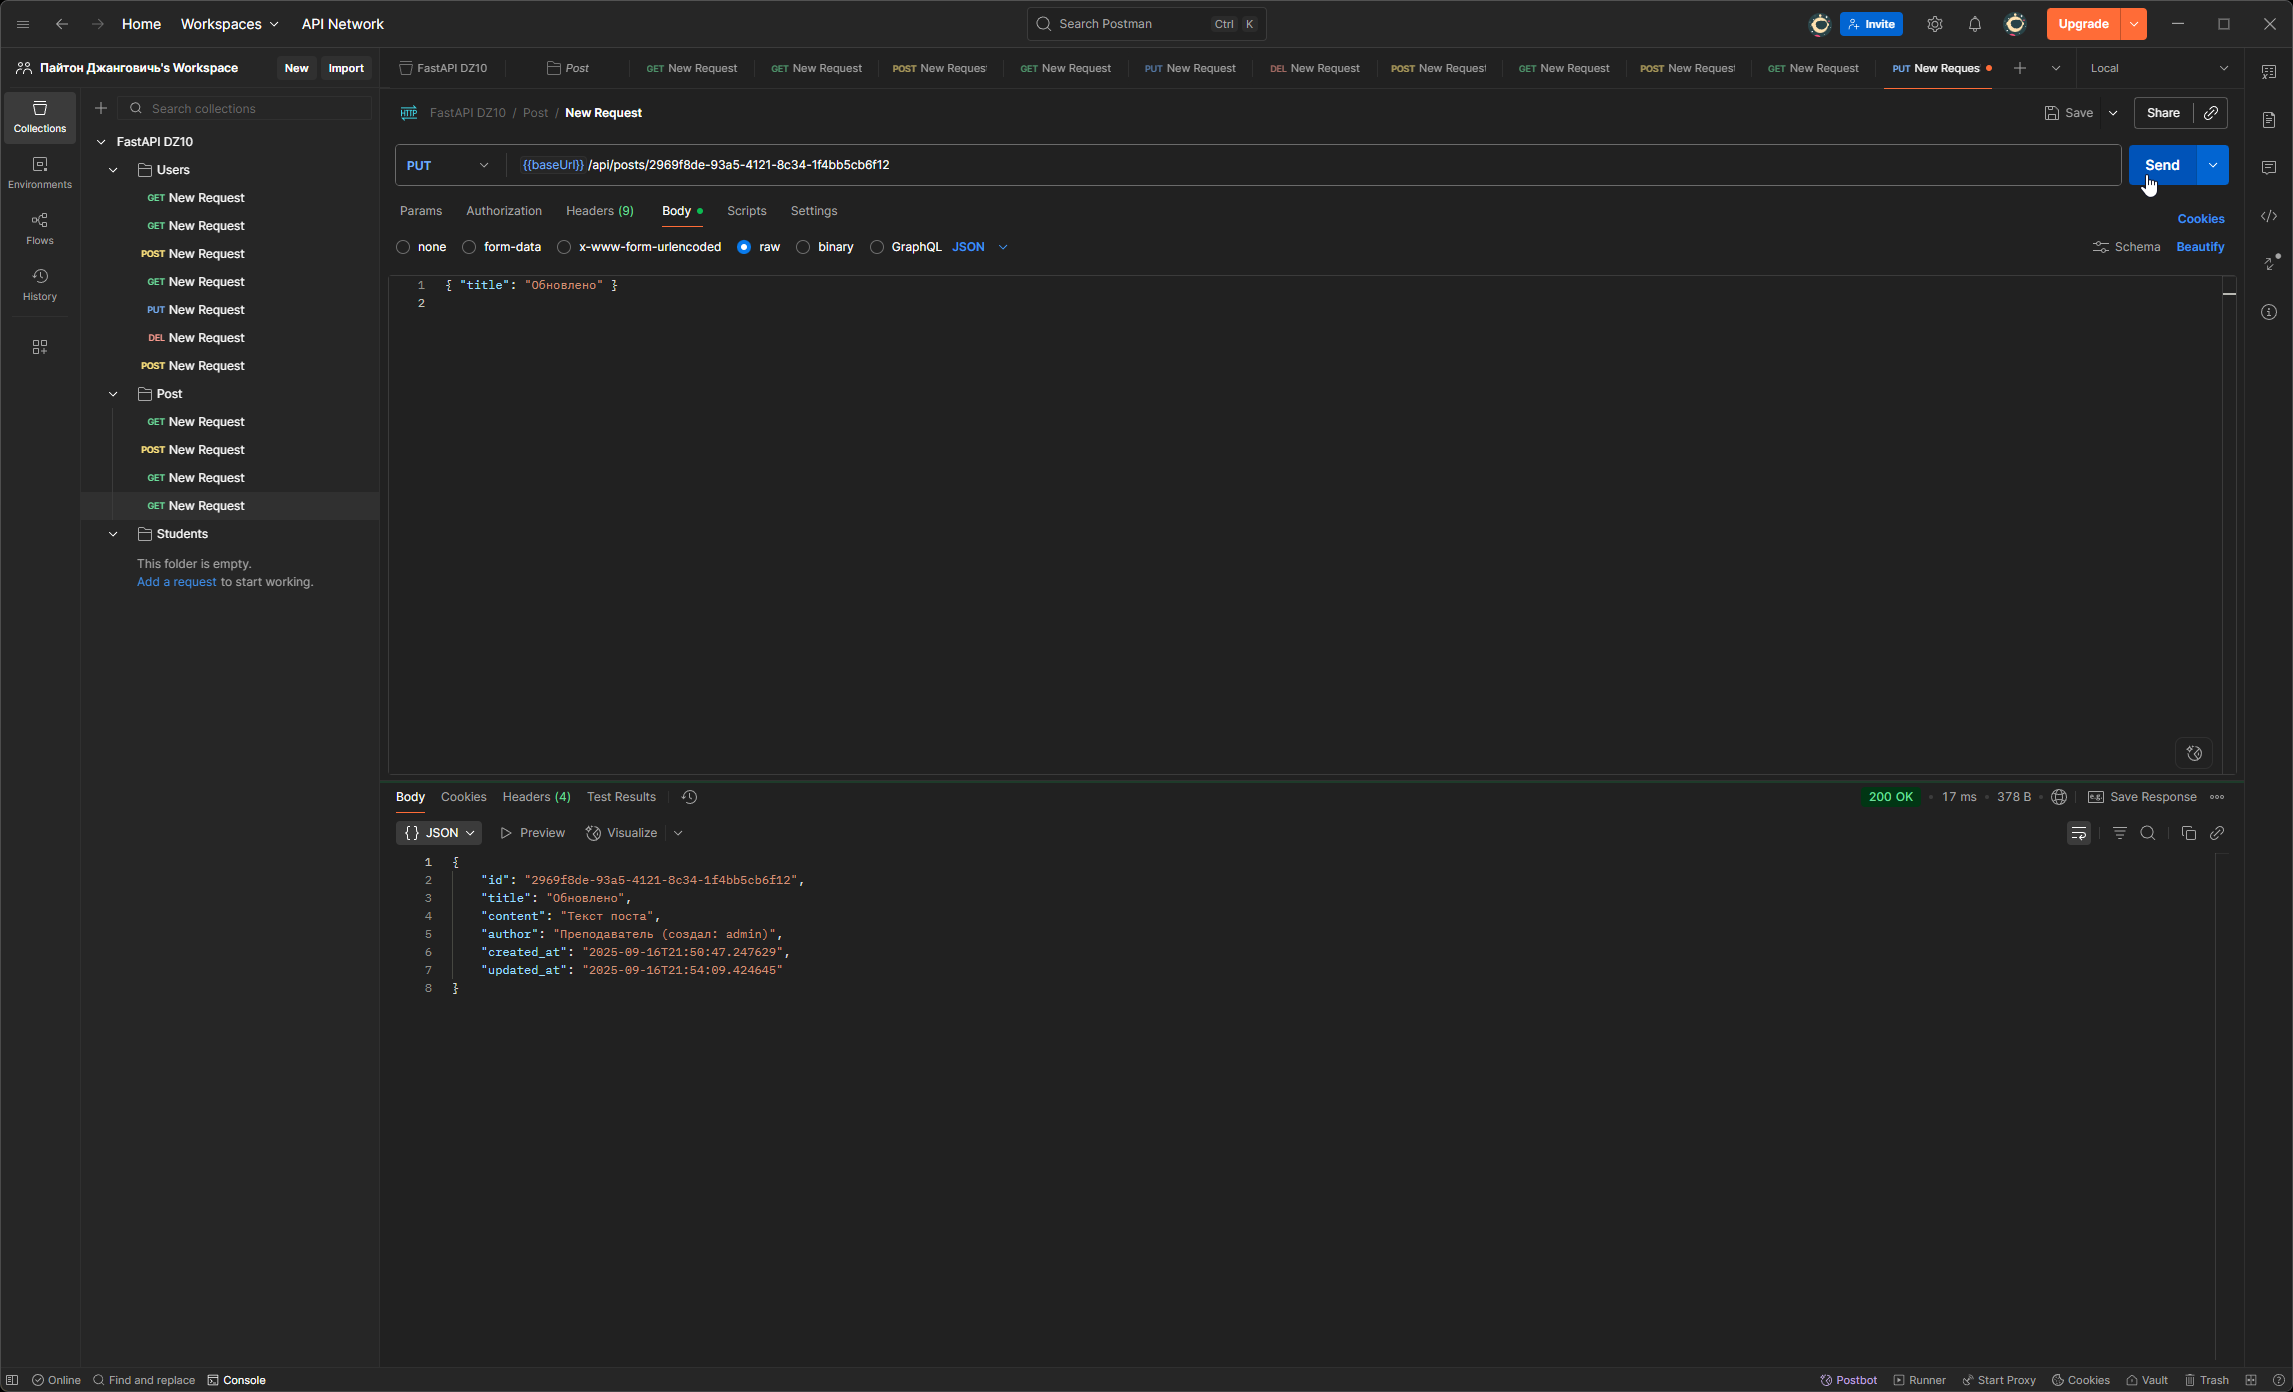 Home Workspaces API Network Search Postman Ctrl K Invite Upgrade
Пайтон Джанговичь's Workspace New Import
FastAPI DZ10 Post GET New Request GET New Request POST New Reques GET New Request PUT New Request DEL New Request POST New Request GET New Request POST New Request GET New Request PUT New Reques Local
Collections
Environments
Flows
History
Search collections
FastAPI DZ10
Users
GET New Request
GET New Request
POST New Request
GET New Request
PUT New Request
DEL New Request
POST New Request
Post
GET New Request
POST New Request
GET New Request
GET New Request
Students
This folder is empty.
Add a request to start working.
HTTP FastAPI DZ10 / Post / New Request Save Share
PUT {{baseUrl}} /api/posts/2969f8de-93a5-4121-8c34-1f4bb5cb6f12 Send
Params Authorization Headers (9) Body Scripts Settings Cookies
none form-data x-www-form-urlencoded raw binary GraphQL JSON Schema Beautify
1 { "title": "Обновлено" }
2
Body Cookies Headers (4) Test Results 200 OK 17 ms 378 B e.g. Save Response
{} JSON Preview Visualize
1 {
2 "id": "2969f8de-93a5-4121-8c34-1f4bb5cb6f12",
3 "title": "Обновлено",
4 "content": "Текст поста",
5 "author": "Преподаватель (создал: admin)",
6 "created_at": "2025-09-16T21:50:47.247629",
7 "updated_at": "2025-09-16T21:54:09.424645"
8 }
Online Find and replace Console Postbot Runner Start Proxy Cookies Vault Trash